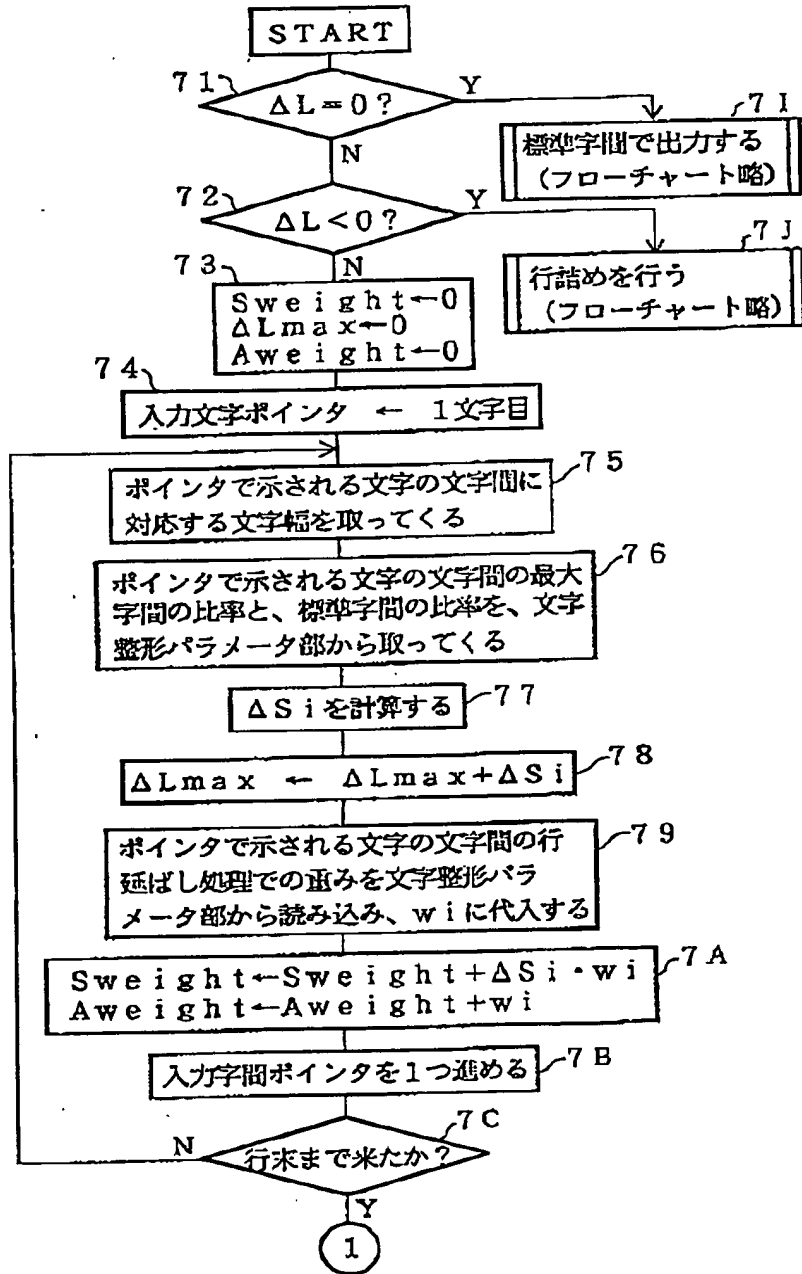 START
71
ΔL=0?
Y
7I
標準字間で出力する
(フローチャート略)
N
72
ΔL<0?
Y
7J
行詰めを行う
(フローチャート略)
N
73
Sweight←0
ΔLmax←0
Aweight←0
74
入力文字ポインタ ← 1文字目
75
ポインタで示される文字の文字間に
対応する文字幅を取ってくる
76
ポインタで示される文字の文字間の最大
字間の比率と、標準字間の比率を、文字
整形パラメータ部から取ってくる
77
ΔSiを計算する
78
ΔLmax ← ΔLmax+ΔSi
79
ポインタで示される文字の文字間の行
延ばし処理での重みを文字整形パラ
メータ部から読み込み、wiに代入する
7A
Sweight←Sweight+ΔSi・wi
Aweight←Aweight+wi
7B
入力字間ポインタを1つ進める
7C
行末まで来たか?
N
Y
1